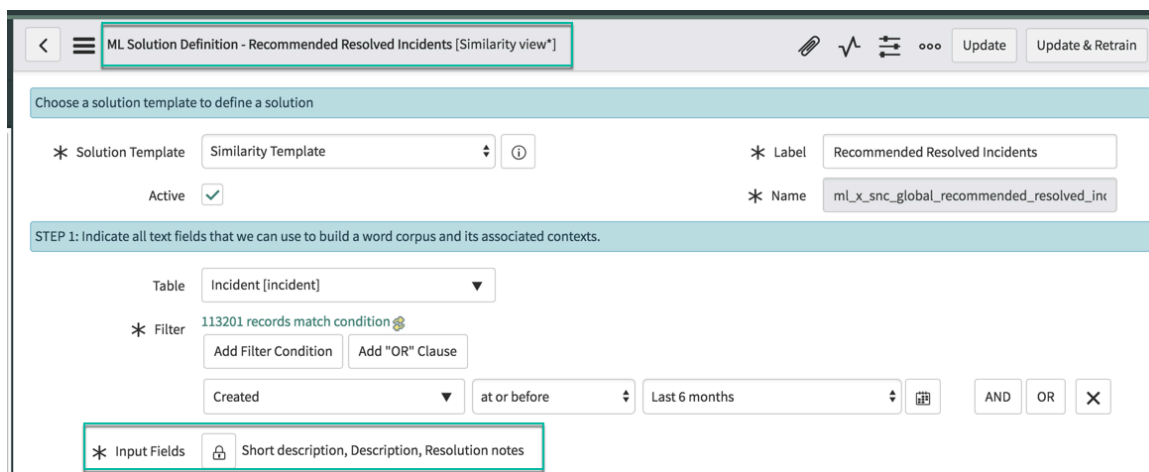 ML Solution Definition - Recommended Resolved Incidents [Similarity view*]
Update
Update & Retrain
Choose a solution template to define a solution
Solution Template
Similarity Template
Label
Recommended Resolved Incidents
Active
Name
ml_x_snc_global_recommended_resolved_inc
STEP 1: Indicate all text fields that we can use to build a word corpus and its associated contexts.
Table
Incident [incident]
Filter
113201 records match condition
Add Filter Condition
Add "OR" Clause
Created
at or before
Last 6 months
AND
OR
Input Fields
Short description, Description, Resolution notes